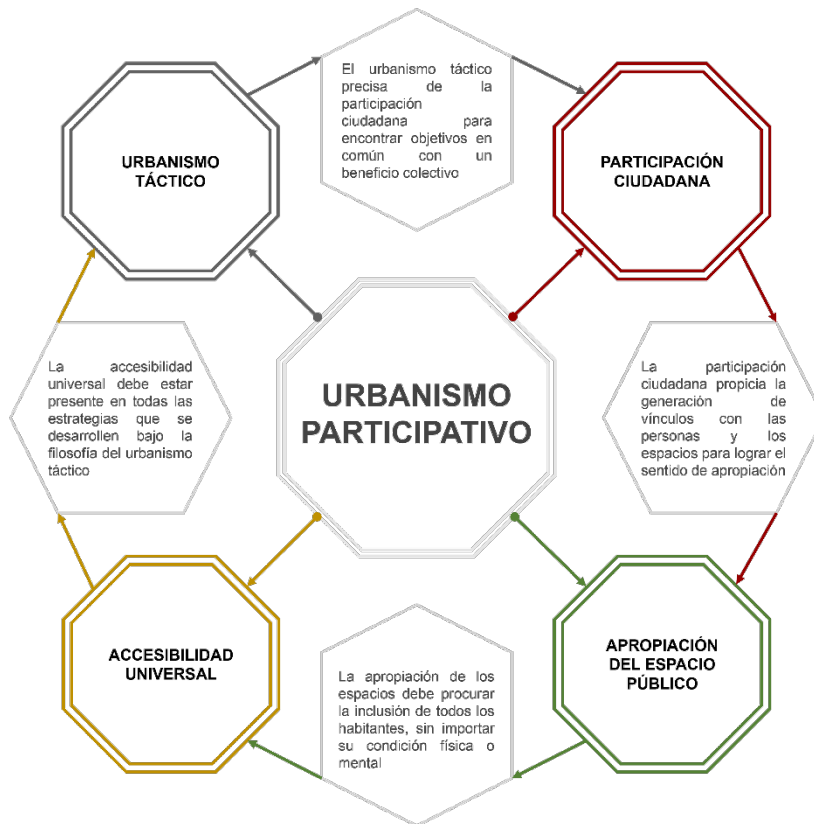 El urbanismo táctico
precisa de la
participación
ciudadana para
encontrar objetivos en
común con un
beneficio colectivo
URBANISMO
TÁCTICO
PARTICIPACIÓN
CIUDADANA
La accesibilidad
universal debe estar
presente en todas las
estrategias que se
desarrollen bajo la
filosofía del urbanismo
táctico
URBANISMO
PARTICIPATIVO
La participación
ciudadana propicia la
generación de
vínculos con las
personas y los
espacios para lograr el
sentido de apropiación
ACCESIBILIDAD
UNIVERSAL
La apropiación de los
espacios debe procurar
la inclusión de todos los
habitantes, sin importar
su condición física o
mental
APROPIACIÓN
DEL ESPACIO
PÚBLICO